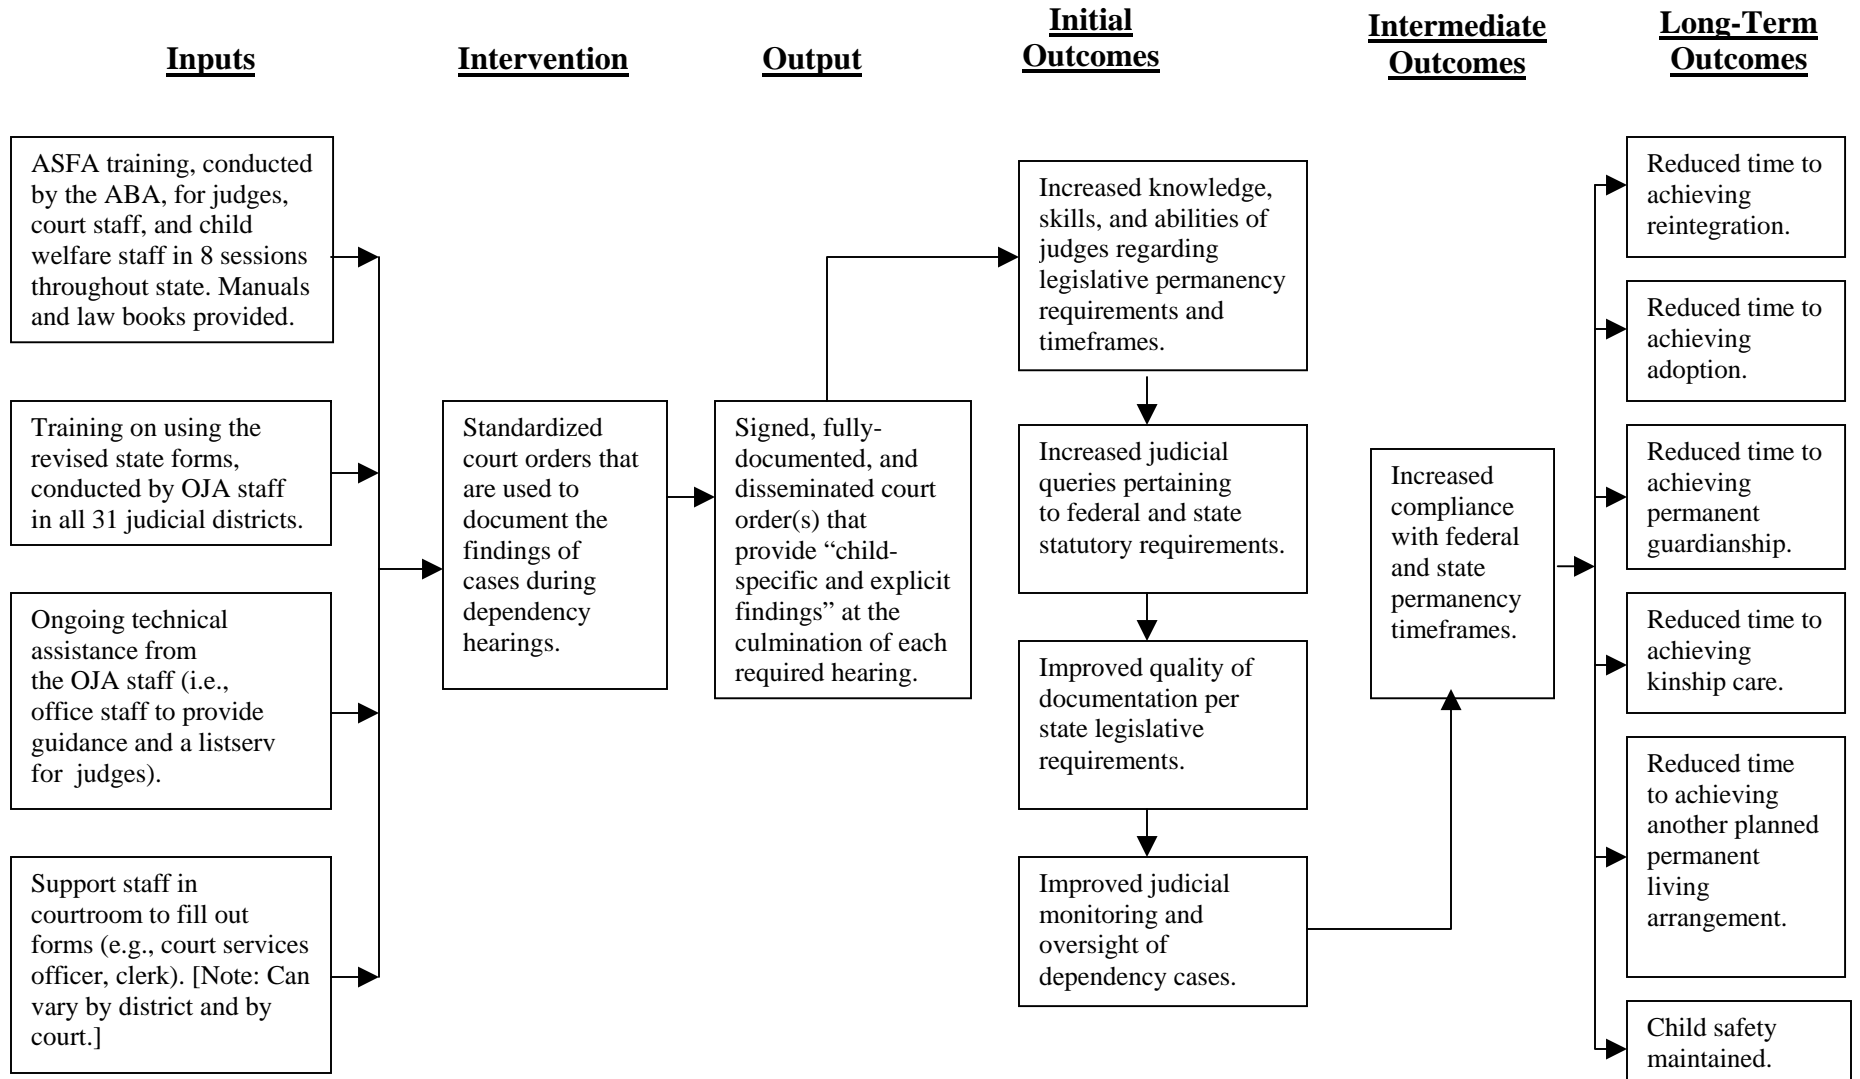 Inputs
Intervention
Output
Initial
Outcomes
Intermediate
Outcomes
Long-Term
Outcomes
ASFA training, conducted
by the ABA, for judges,
court staff, and child
welfare staff in 8 sessions
throughout state. Manuals
and law books provided.
Training on using the
revised state forms,
conducted by OJA staff
in all 31 judicial districts.
Ongoing technical
assistance from
the OJA staff (i.e.,
office staff to provide
guidance and a listserv
for judges).
Support staff in
courtroom to fill out
forms (e.g., court services
officer, clerk). [Note: Can
vary by district and by
court.]
Standardized
court orders that
are used to
document the
findings of
cases during
dependency
hearings.
Signed, fully-
documented, and
disseminated court
order(s) that
provide “child-
specific and explicit
findings” at the
culmination of each
required hearing.
Increased knowledge,
skills, and abilities of
judges regarding
legislative permanency
requirements and
timeframes.
Increased judicial
queries pertaining
to federal and state
statutory requirements.
Improved quality of
documentation per
state legislative
requirements.
Improved judicial
monitoring and
oversight of
dependency cases.
Increased
compliance
with federal
and state
permanency
timeframes.
Reduced time to
achieving
reintegration.
Reduced time to
achieving
adoption.
Reduced time to
achieving
permanent
guardianship.
Reduced time to
achieving
kinship care.
Reduced time
to achieving
another planned
permanent
living
arrangement.
Child safety
maintained.